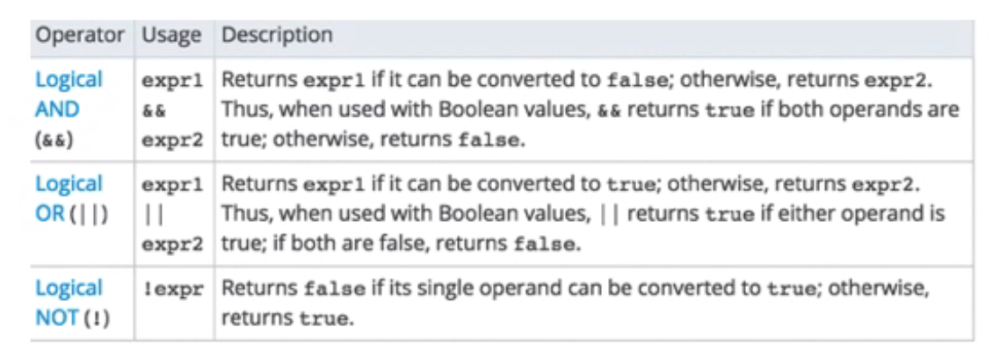 Operator Usage Description
Logical AND (&&) expr1 && expr2 Returns expr1 if it can be converted to false; otherwise, returns expr2.
Thus, when used with Boolean values, && returns true if both operands are
true; otherwise, returns false.
Logical OR (||) expr1 || expr2 Returns expr1 if it can be converted to true; otherwise, returns expr2.
Thus, when used with Boolean values, || returns true if either operand is
true; if both are false, returns false.
Logical NOT (!) !expr Returns false if its single operand can be converted to true; otherwise,
returns true.